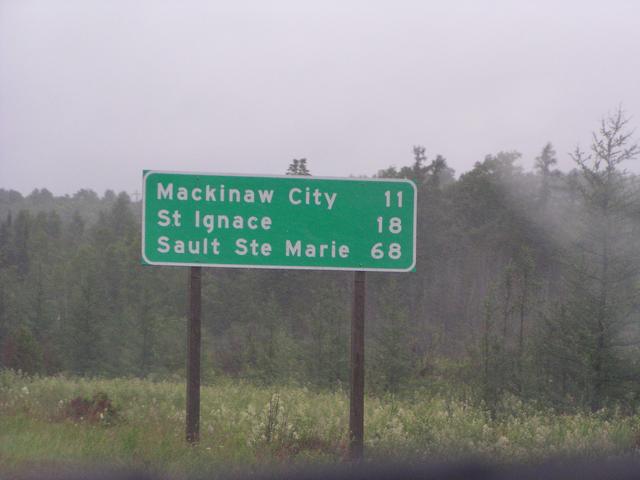 Mackinaw City 11
St Ignace 18
Sault Ste Marie 68